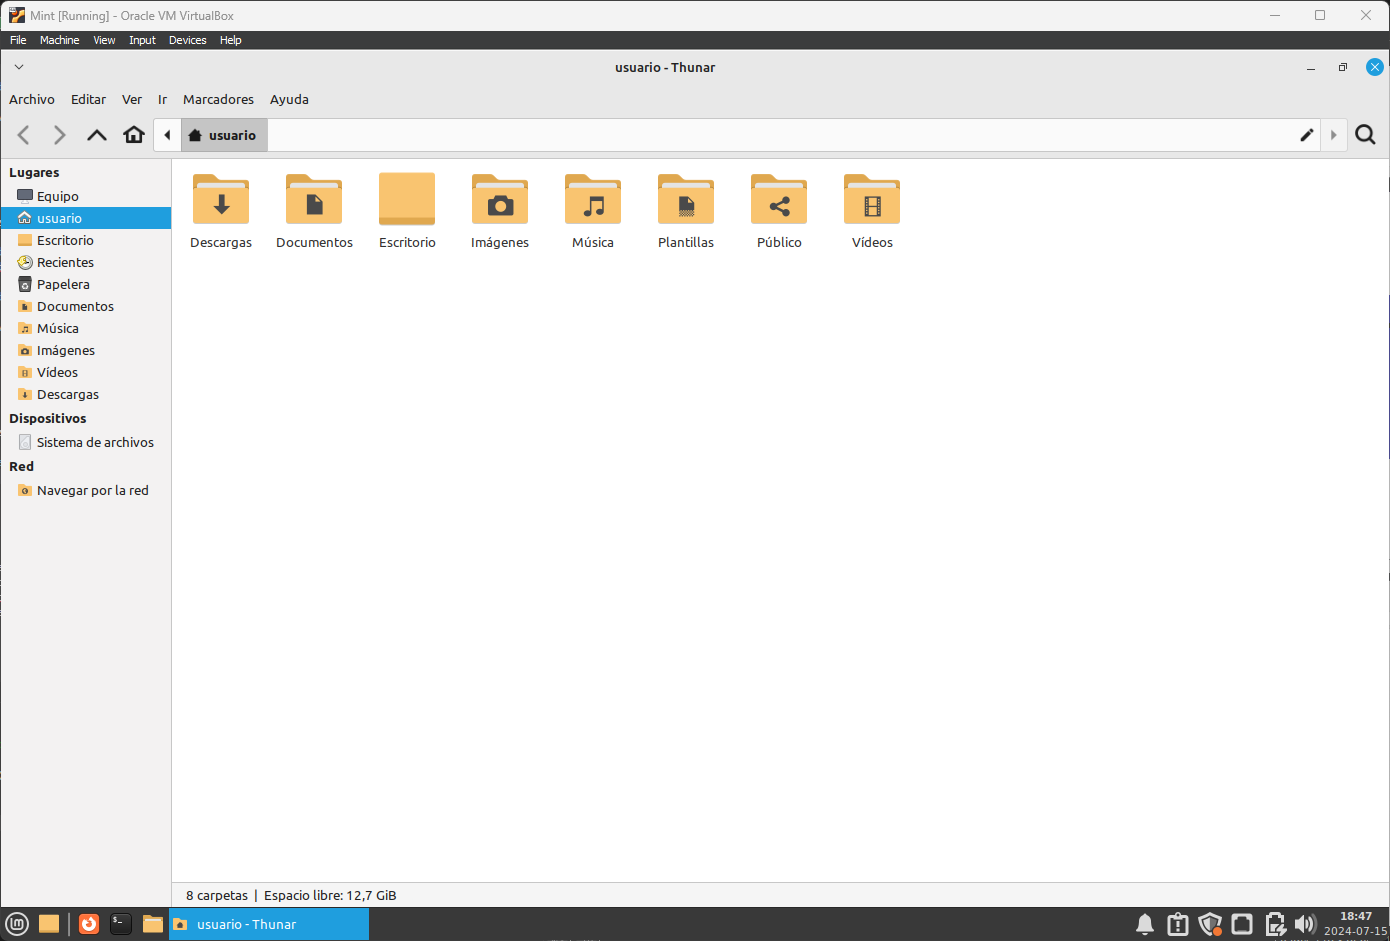 Mint [Running] - Oracle VM VirtualBox
File Machine View Input Devices Help
usuario - Thunar
Archivo Editar Ver Ir Marcadores Ayuda
usuario
Lugares
Equipo
usuario
Escritorio
Recientes
Papelera
Documentos
Música
Imágenes
Vídeos
Descargas
Dispositivos
Sistema de archivos
Red
Navegar por la red
Descargas Documentos Escritorio Imágenes Música Plantillas Público Vídeos
8 carpetas | Espacio libre: 12,7 GiB
usuario - Thunar
18:47
2024-07-15